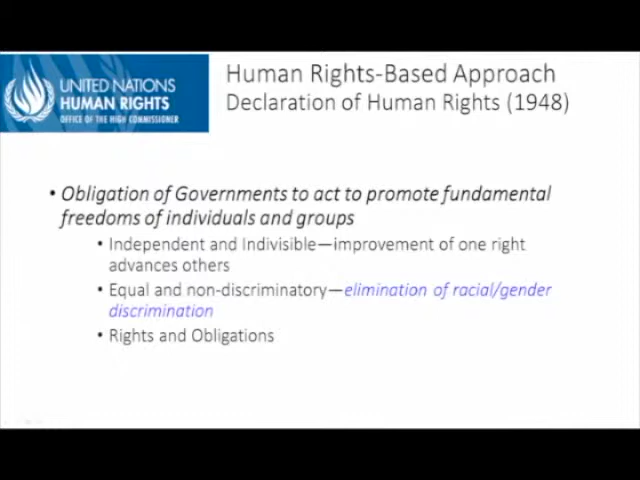 UNITED NATIONS
HUMAN RIGHTS
OFFICE OF THE HIGH COMMISSIONER
Human Rights-Based Approach
Declaration of Human Rights (1948)
• Obligation of Governments to act to promote fundamental
freedoms of individuals and groups
• Independent and Indivisible—improvement of one right
advances others
• Equal and non-discriminatory—elimination of racial/gender
discrimination
• Rights and Obligations